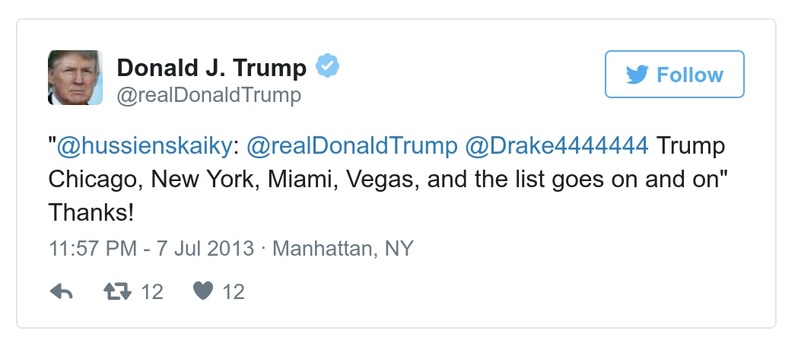 Donald J. Trump
@realDonaldTrump
Follow
"@hussienskaiky: @realDonaldTrump @Drake4444444 Trump
Chicago, New York, Miami, Vegas, and the list goes on and on"
Thanks!
11:57 PM - 7 Jul 2013 · Manhattan, NY
12 12